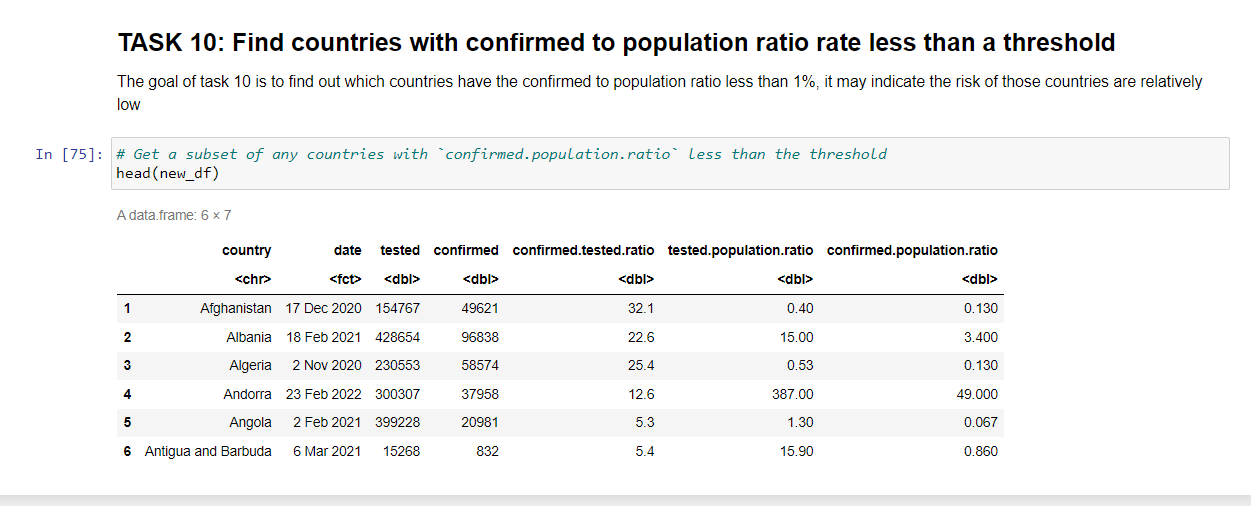 TASK 10: Find countries with confirmed to population ratio rate less than a threshold
The goal of task 10 is to find out which countries have the confirmed to population ratio less than 1%, it may indicate the risk of those countries are relatively
low
In [75]: # Get a subset of any countries with `confirmed.population.ratio` less than the threshold
head(new_df)
A data.frame: 6 × 7
country date tested confirmed confirmed.tested.ratio tested.population.ratio confirmed.population.ratio
<chr> <fct> <dbl> <dbl> <dbl> <dbl> <dbl>
1 Afghanistan 17 Dec 2020 154767 49621 32.1 0.40 0.130
2 Albania 18 Feb 2021 428654 96838 22.6 15.00 3.400
3 Algeria 2 Nov 2020 230553 58574 25.4 0.53 0.130
4 Andorra 23 Feb 2022 300307 37958 12.6 387.00 49.000
5 Angola 2 Feb 2021 399228 20981 5.3 1.30 0.067
6 Antigua and Barbuda 6 Mar 2021 15268 832 5.4 15.90 0.860